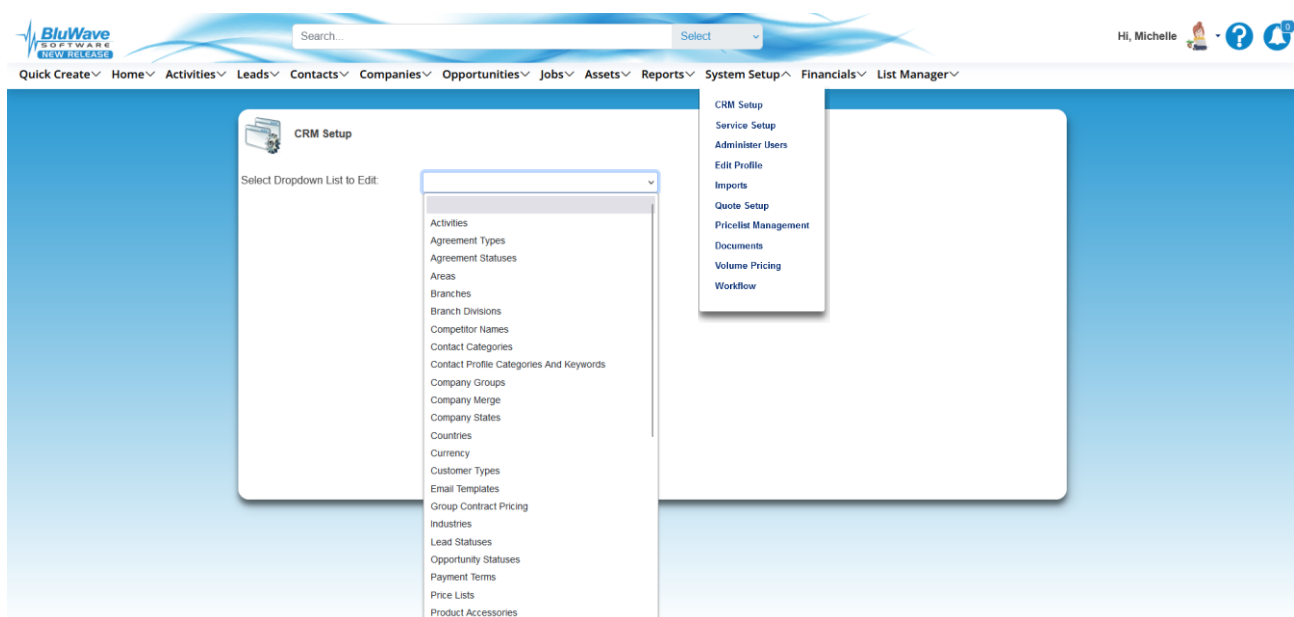 BluWave
SOFTWARE
NEW RELEASE
Search...
Select
Hi, Michelle
?
0
Quick Create Home Activities Leads Contacts Companies Opportunities Jobs Assets Reports System Setup Financials List Manager
CRM Setup
Service Setup
Administer Users
Edit Profile
Imports
Quote Setup
Pricelist Management
Documents
Volume Pricing
Workflow
CRM Setup
Select Dropdown List to Edit:
Activities
Agreement Types
Agreement Statuses
Areas
Branches
Branch Divisions
Competitor Names
Contact Categories
Contact Profile Categories And Keywords
Company Groups
Company Merge
Company States
Countries
Currency
Customer Types
Email Templates
Group Contract Pricing
Industries
Lead Statuses
Opportunity Statuses
Payment Terms
Price Lists
Product Accessories